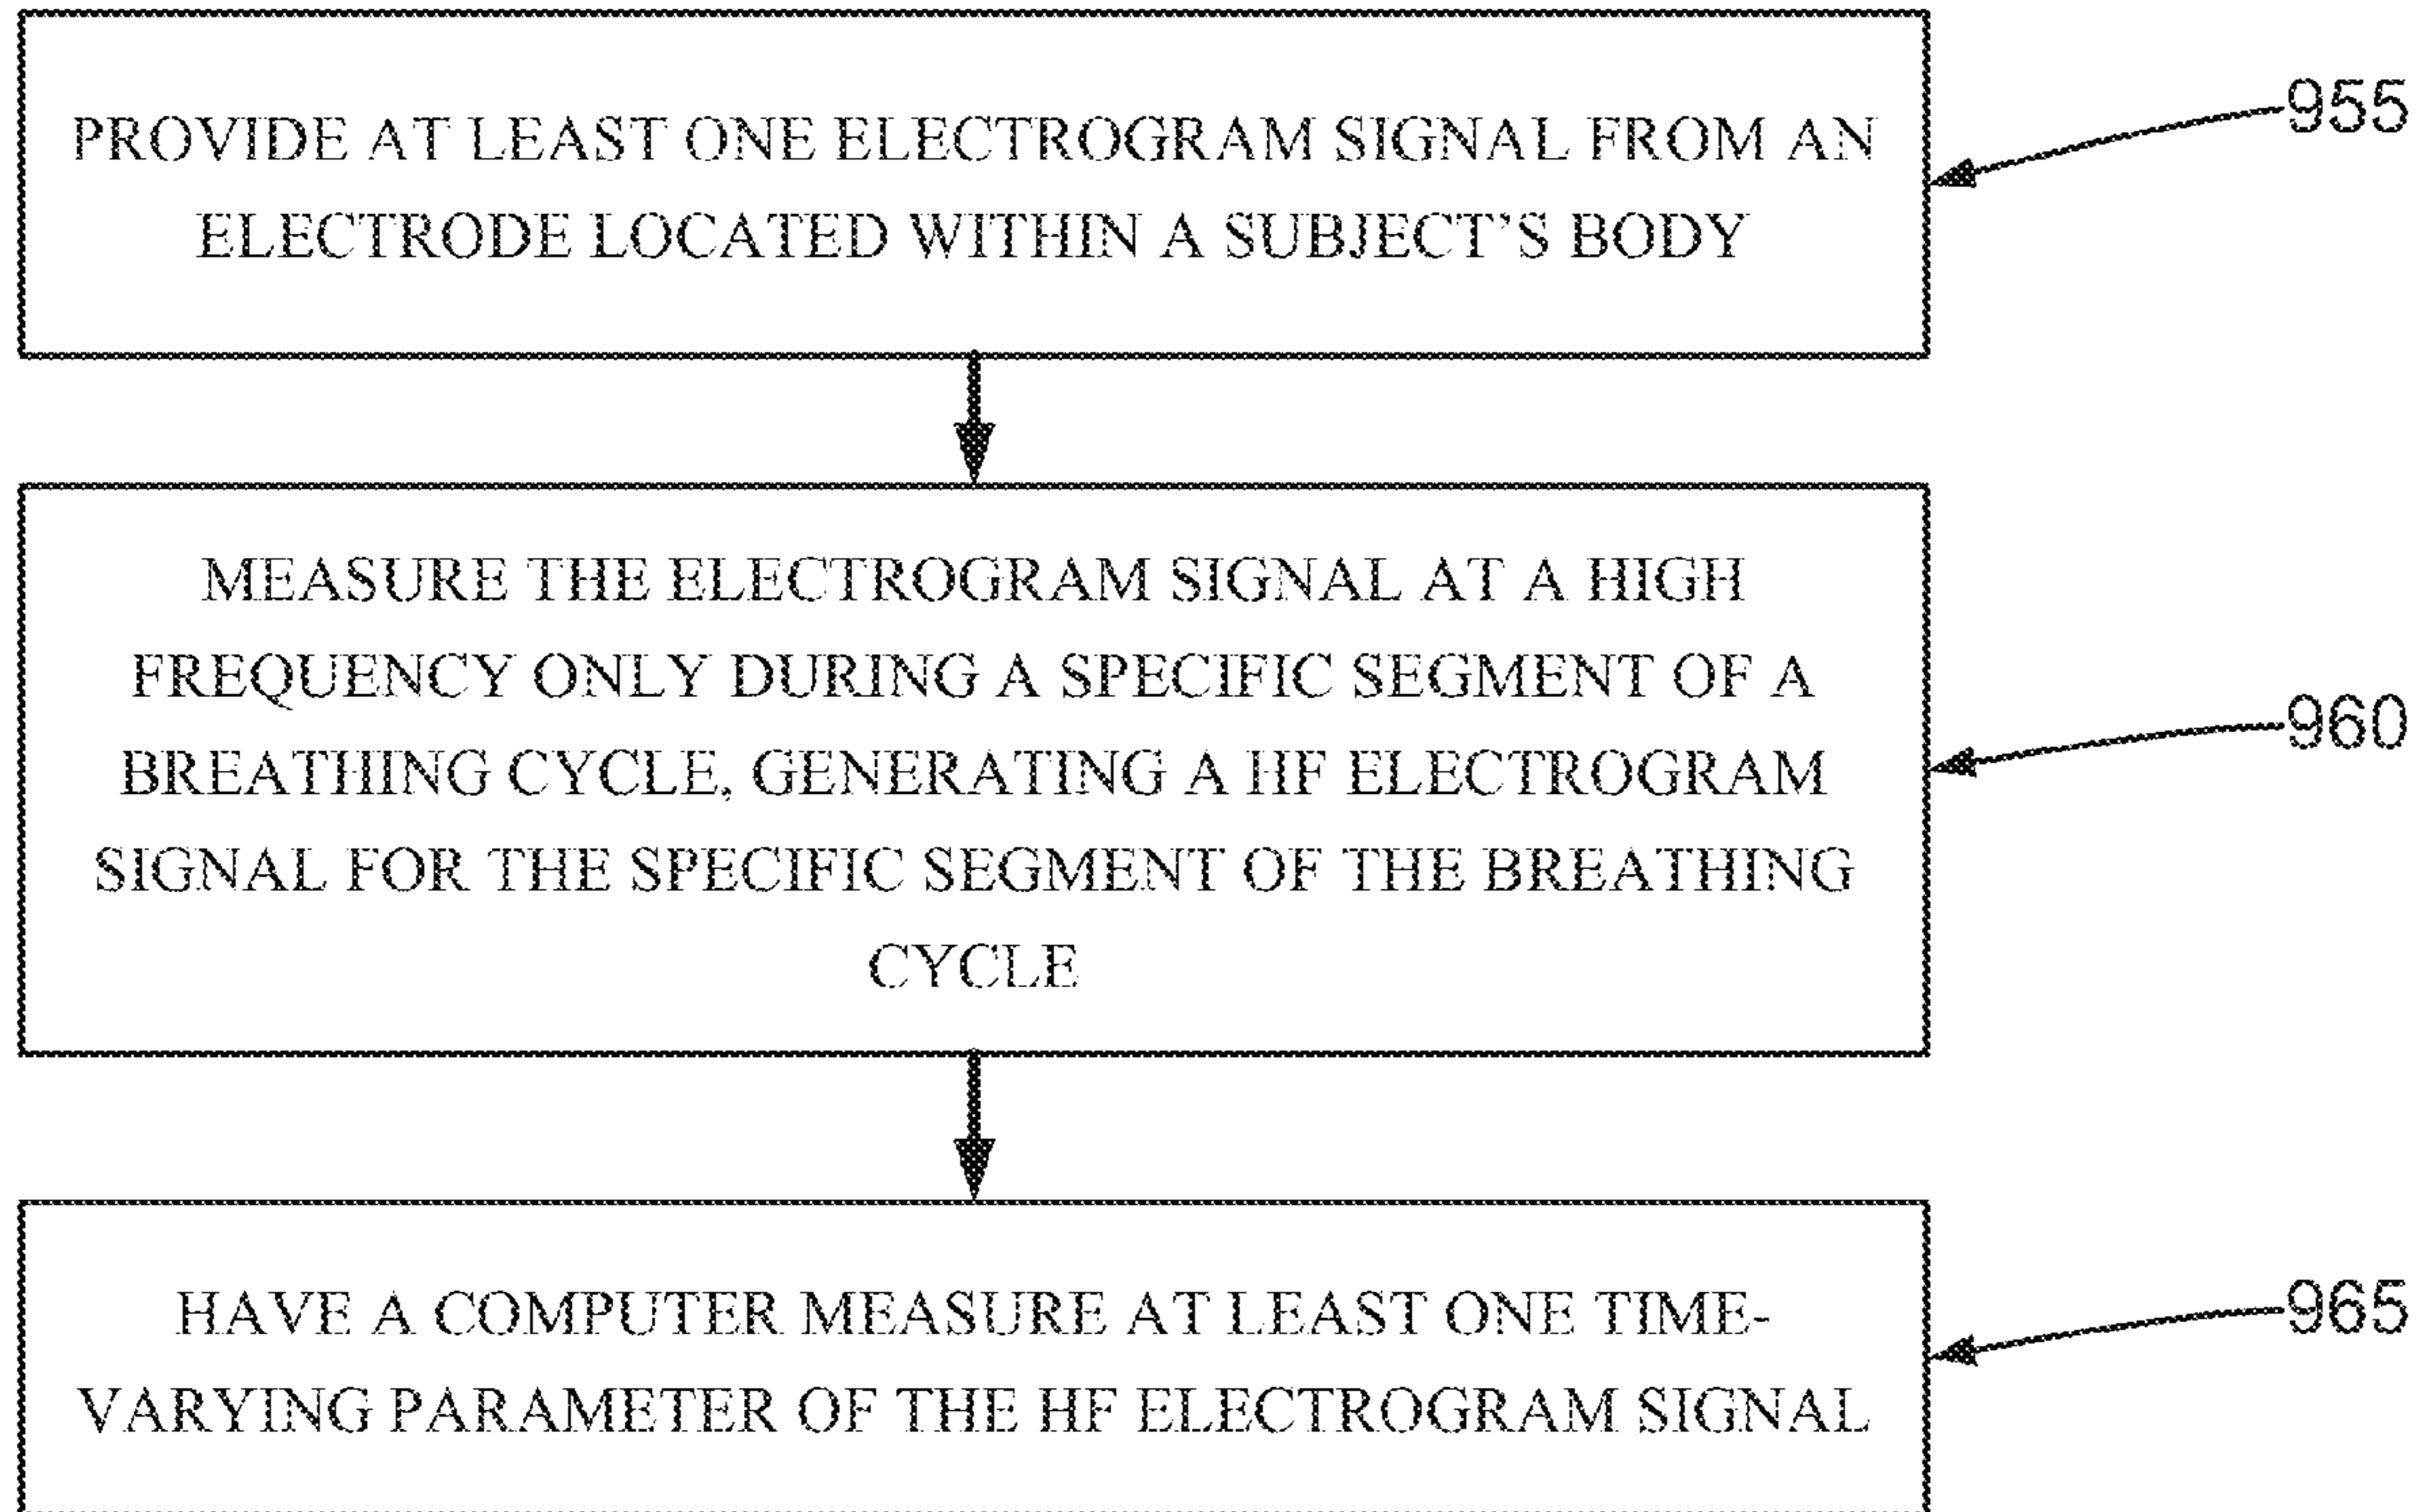 PROVIDE AT LEAST ONE ELECTROGRAM SIGNAL FROM AN
ELECTRODE LOCATED WITHIN A SUBJECT’S BODY
955
MEASURE THE ELECTROGRAM SIGNAL AT A HIGH
FREQUENCY ONLY DURING A SPECIFIC SEGMENT OF A
BREATHING CYCLE, GENERATING A HF ELECTROGRAM
SIGNAL FOR THE SPECIFIC SEGMENT OF THE BREATHING
CYCLE
960
HAVE A COMPUTER MEASURE AT LEAST ONE TIME-
VARYING PARAMETER OF THE HF ELECTROGRAM SIGNAL
965